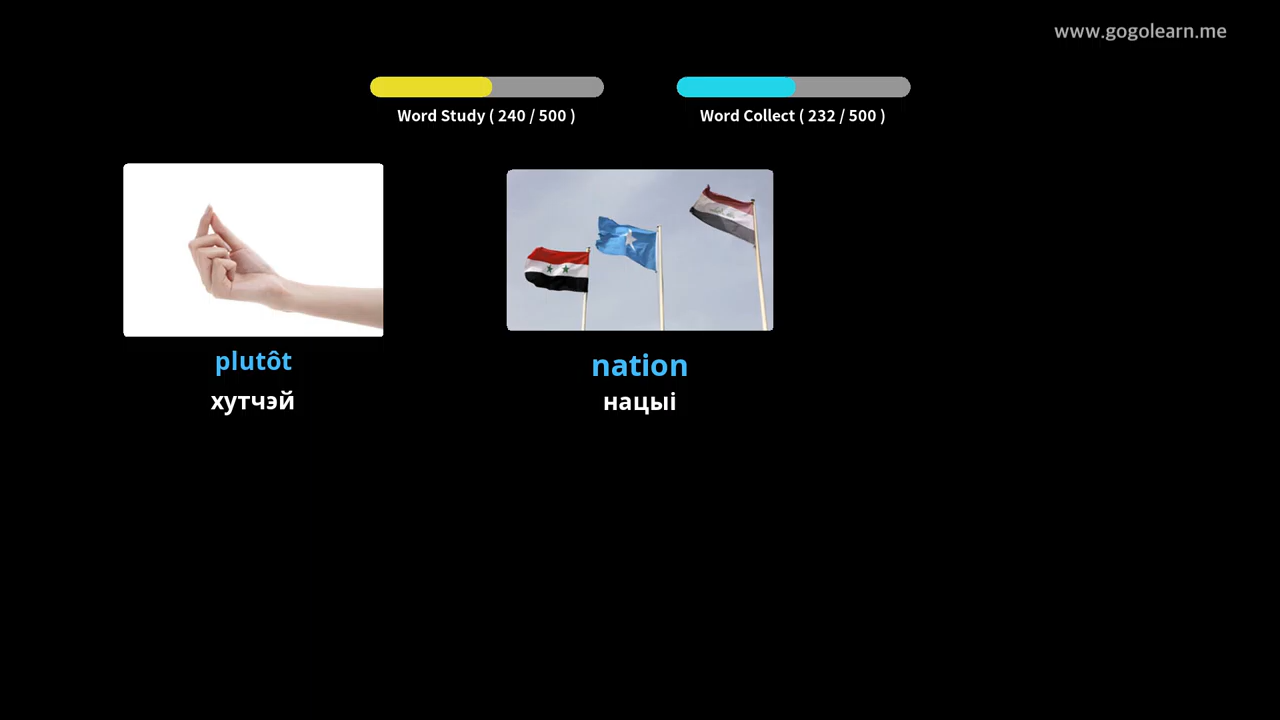 www.gogolearn.me
Word Study ( 240 / 500 )
Word Collect ( 232 / 500 )
plutôt
хутчэй
nation
нацыі